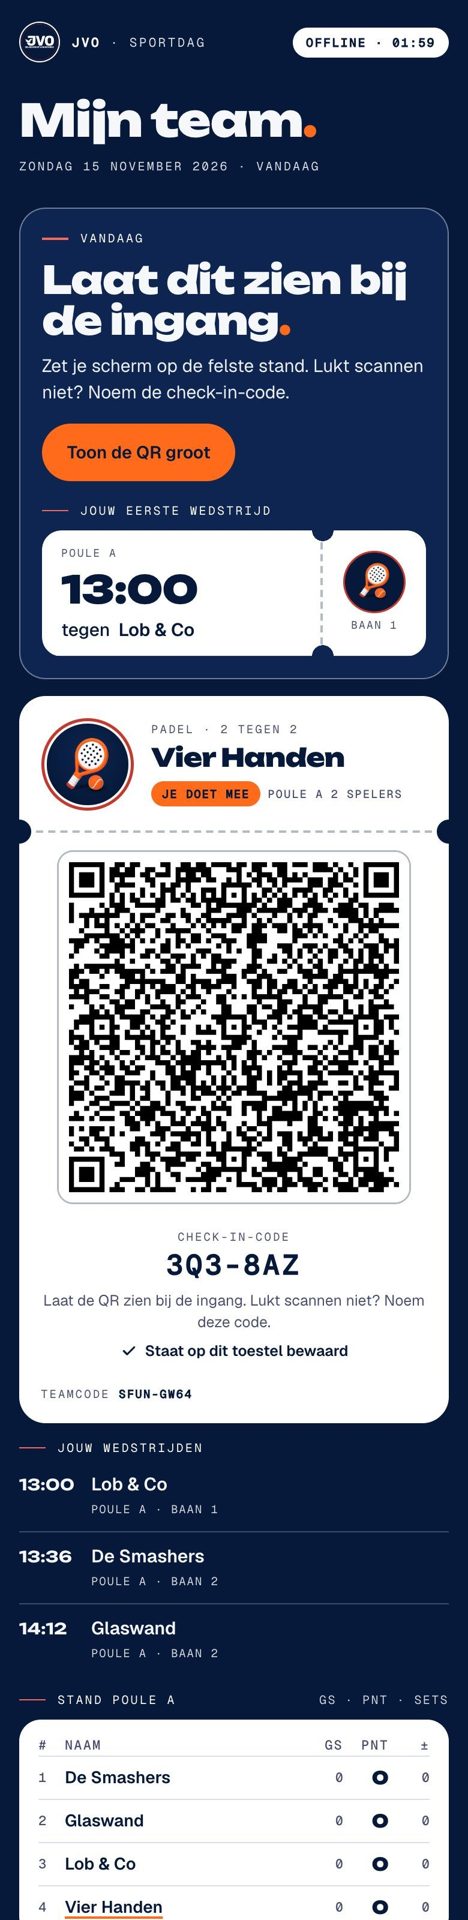 JVO
JVO · SPORTDAG
OFFLINE · 01:59
Mijn team.
ZONDAG 15 NOVEMBER 2026 · VANDAAG
VANDAAG
Laat dit zien bij
de ingang.
Zet je scherm op de felste stand. Lukt scannen
niet? Noem de check-in-code.
Toon de QR groot
JOUW EERSTE WEDSTRIJD
POULE A
13:00
tegen Lob & Co
BAAN 1
PADEL · 2 TEGEN 2
Vier Handen
JE DOET MEE POULE A 2 SPELERS
CHECK-IN-CODE
3Q3-8AZ
Laat de QR zien bij de ingang. Lukt scannen niet? Noem
deze code.
Staat op dit toestel bewaard
TEAMCODE SFUN-GW64
JOUW WEDSTRIJDEN
13:00 Lob & Co
POULE A · BAAN 1
13:36 De Smashers
POULE A · BAAN 2
14:12 Glaswand
POULE A · BAAN 2
STAND POULE A GS · PNT · SETS
# NAAM GS PNT ±
1 De Smashers 0 0 0
2 Glaswand 0 0 0
3 Lob & Co 0 0 0
4 Vier Handen 0 0 0